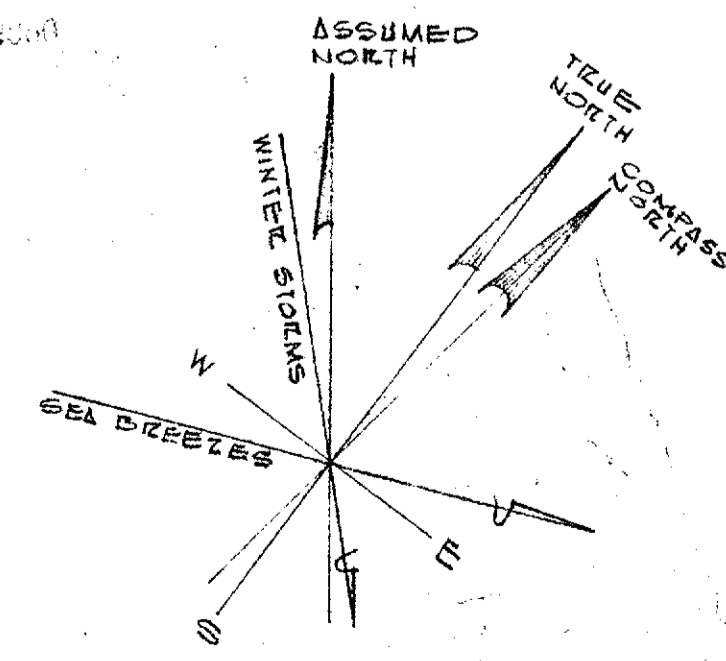 ASSUMED
NORTH
TRUE
NORTH
COMPASS
NORTH
WINTER STORMS
W
SEA BREEZES
E
S